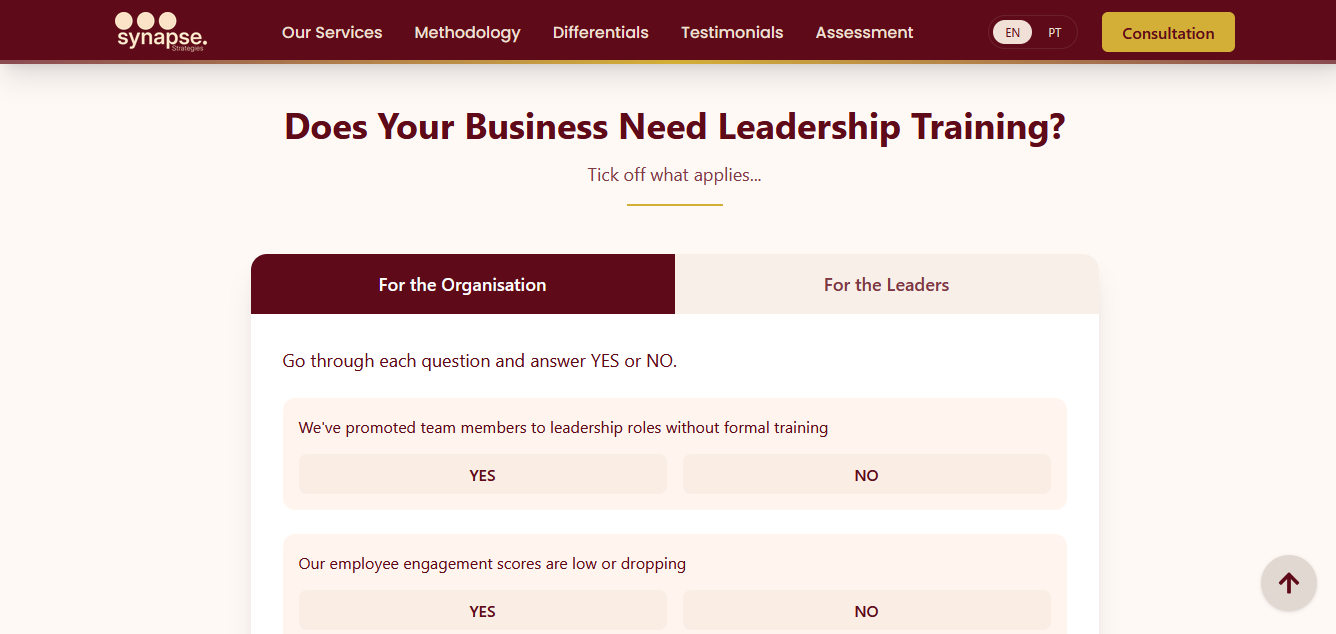 synapse.
Strategies
Our Services
Methodology
Differentials
Testimonials
Assessment
EN
PT
Consultation
Does Your Business Need Leadership Training?
Tick off what applies...
For the Organisation
For the Leaders
Go through each question and answer YES or NO.
We've promoted team members to leadership roles without formal training
YES
NO
Our employee engagement scores are low or dropping
YES
NO